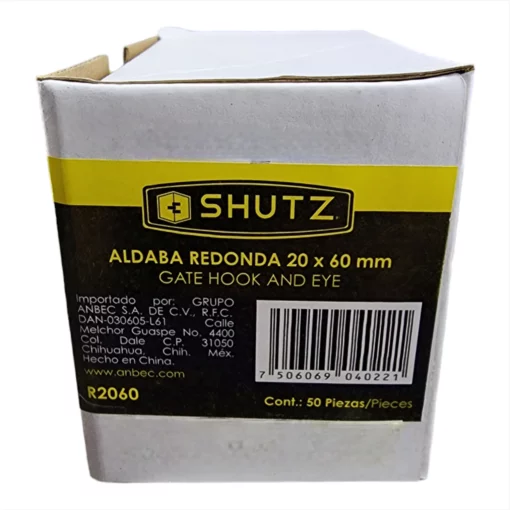 SHUTZ
ALDABA REDONDA 20 x 60 mm
GATE HOOK AND EYE
Importado por: GRUPO
ANBEC S.A. DE C.V., R.F.C.
DAN-030605-L61 Calle
Melchor Guaspe No. 4400
Col. Dale C.P. 31050
Chihuahua, Chih. Méx.
Hecho en China.
www.anbec.com
R2060
7 506069 040221
Cont.: 50 Piezas/Pieces